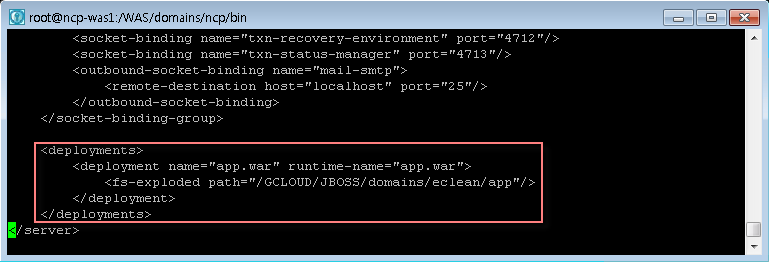 root@ncp-was1:/WAS/domains/ncp/bin
<socket-binding name="txn-recovery-environment" port="4712"/>
<socket-binding name="txn-status-manager" port="4713"/>
<outbound-socket-binding name="mail-smtp">
<remote-destination host="localhost" port="25"/>
</outbound-socket-binding>
</socket-binding-group>
<deployments>
<deployment name="app.war" runtime-name="app.war">
<fs-exploded path="/GCLOUD/JBOSS/domains/eclean/app"/>
</deployment>
</deployments>
</server>